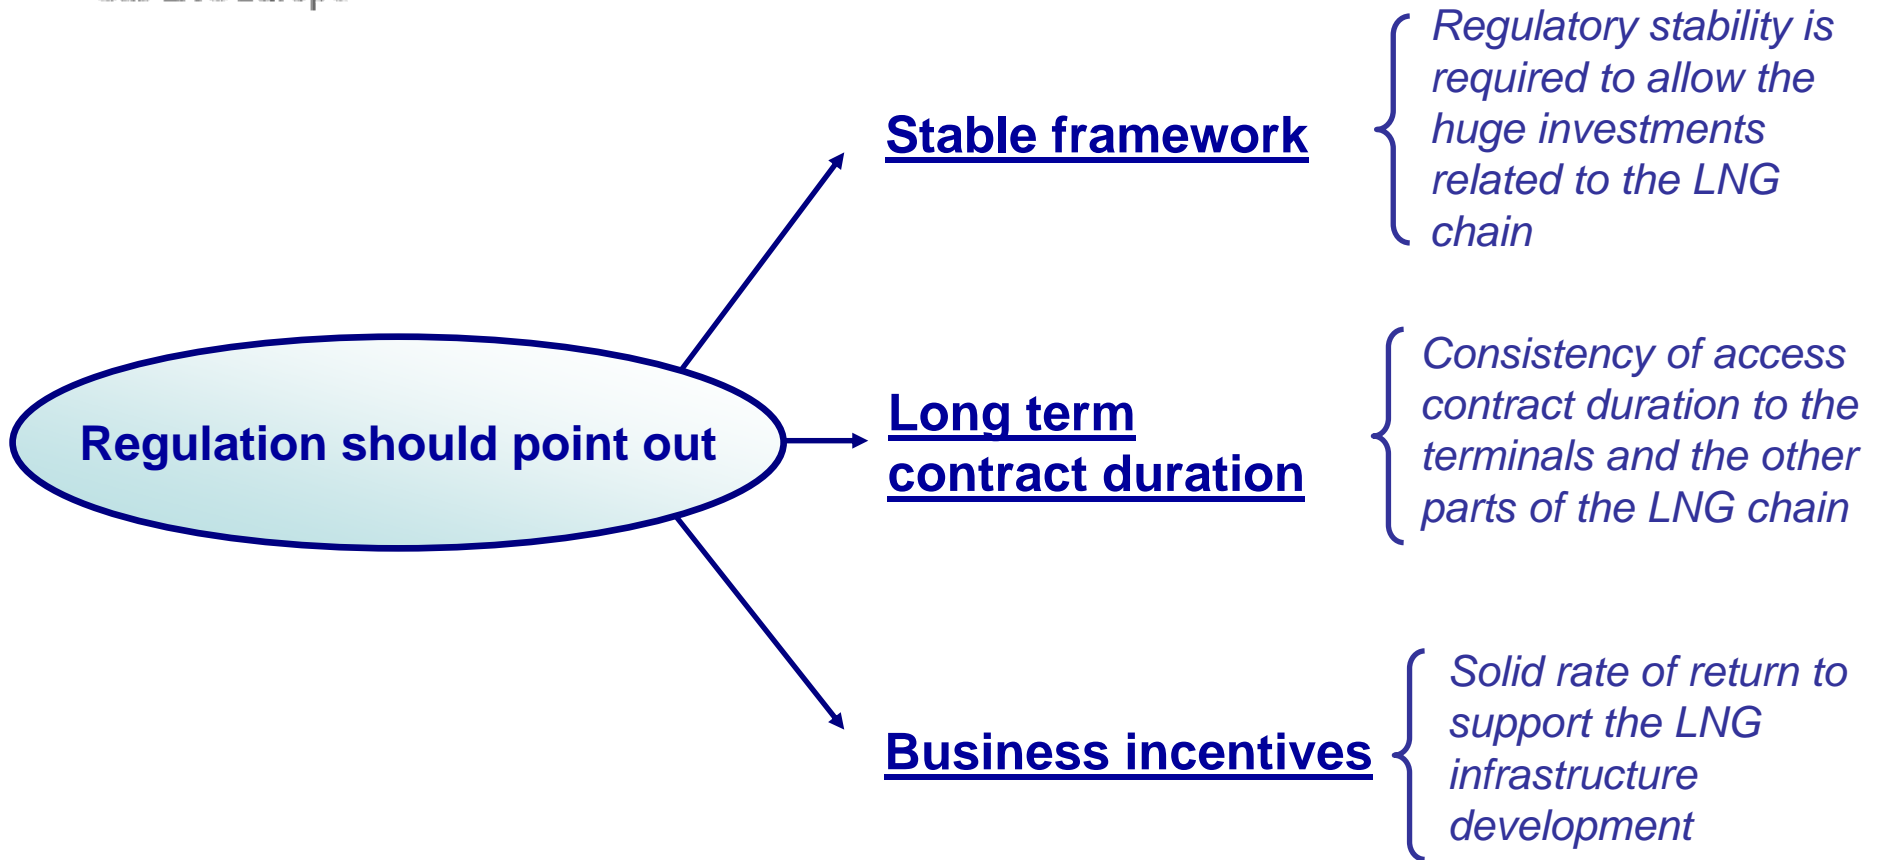 Regulation should point out
Stable framework
Regulatory stability is
required to allow the
huge investments
related to the LNG
chain
Long term
contract duration
Consistency of access
contract duration to the
terminals and the other
parts of the LNG chain
Business incentives
Solid rate of return to
support the LNG
infrastructure
development